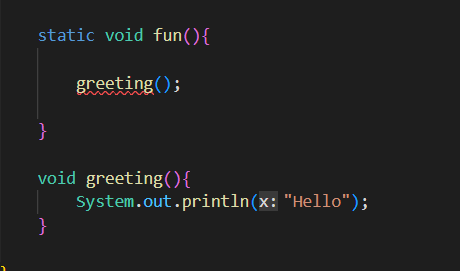 static void fun(){
greeting();
}
void greeting(){
System.out.println(x: "Hello");
}
}